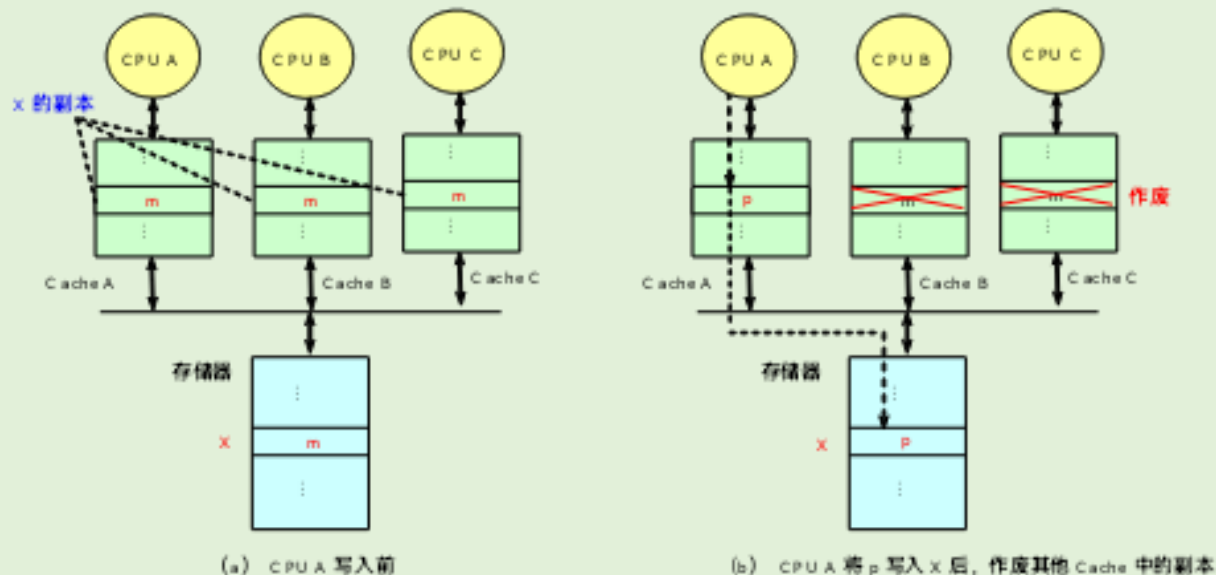 CPU A
CPU B
CPU C
X 的副本
⋮
⋮
⋮
m
m
m
⋮
⋮
⋮
Cache A
Cache B
Cache C
存储器
⋮
X
m
⋮
(a) CPU A 写入前
CPU A
CPU B
CPU C
⋮
⋮
⋮
p
m
m
作废
⋮
⋮
⋮
Cache A
Cache B
Cache C
存储器
⋮
X
p
⋮
(b) CPU A 将 p 写入 X 后，作废其他 Cache 中的副本